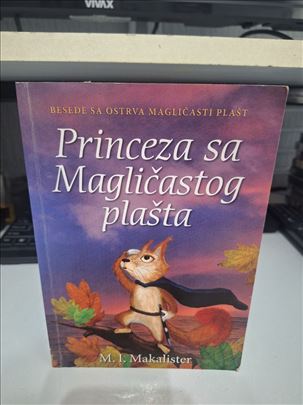 VIVAX
BESEDE SA OSTRVA MAGLIČASTI PLAŠT
Princeza sa
Magličastog
plašta
M. I. Makalister